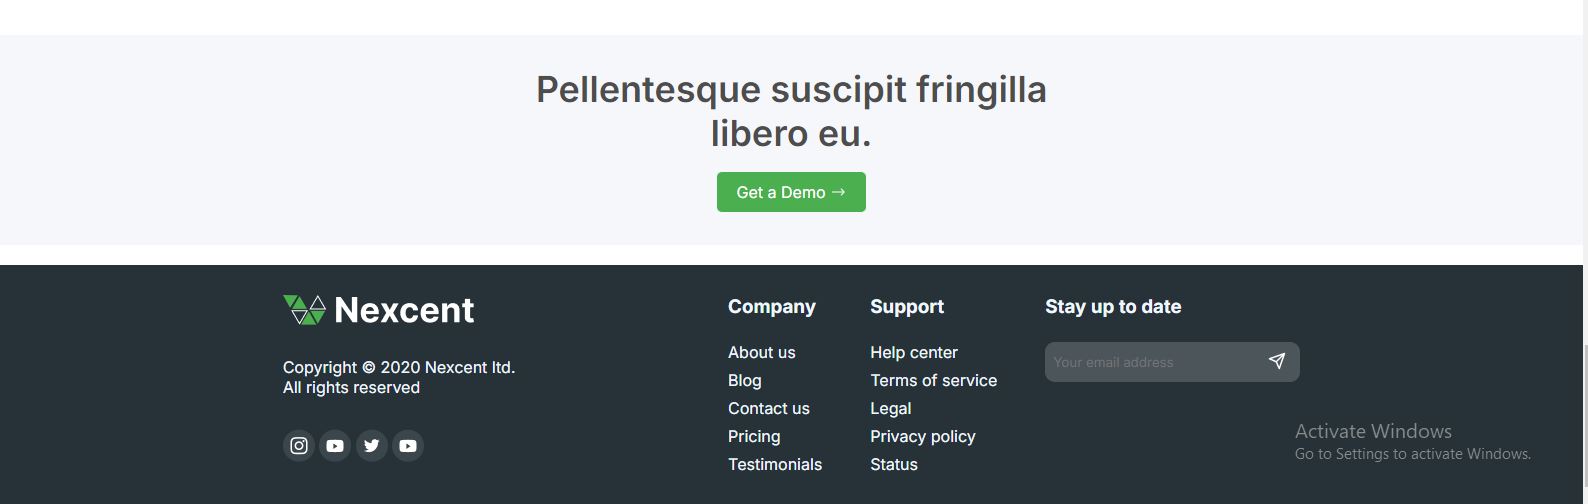 Pellentesque suscipit fringilla
libero eu.
Get a Demo →
Nexcent
Copyright © 2020 Nexcent ltd.
All rights reserved
Company
About us
Blog
Contact us
Pricing
Testimonials
Support
Help center
Terms of service
Legal
Privacy policy
Status
Stay up to date
Your email address
Activate Windows
Go to Settings to activate Windows.